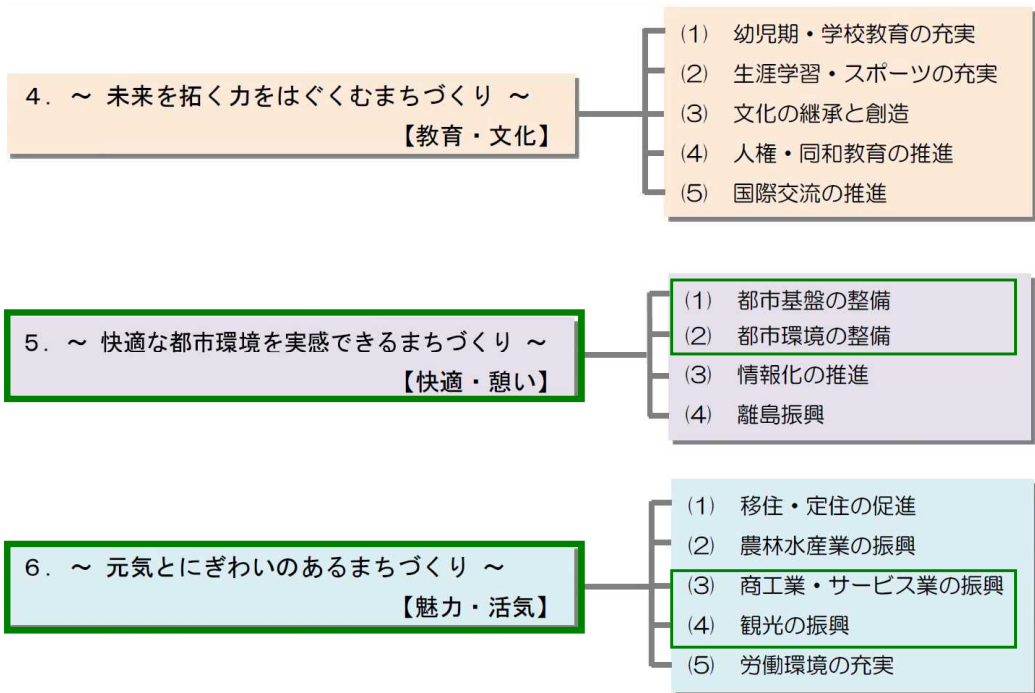 4. ～ 未来を拓く力をはぐくむまちづくり ～
【教育・文化】
(1) 幼児期・学校教育の充実
(2) 生涯学習・スポーツの充実
(3) 文化の継承と創造
(4) 人権・同和教育の推進
(5) 国際交流の推進
5. ～ 快適な都市環境を実感できるまちづくり ～
【快適・憩い】
(1) 都市基盤の整備
(2) 都市環境の整備
(3) 情報化の推進
(4) 離島振興
6. ～ 元気とにぎわいのあるまちづくり ～
【魅力・活気】
(1) 移住・定住の促進
(2) 農林水産業の振興
(3) 商工業・サービス業の振興
(4) 観光の振興
(5) 労働環境の充実